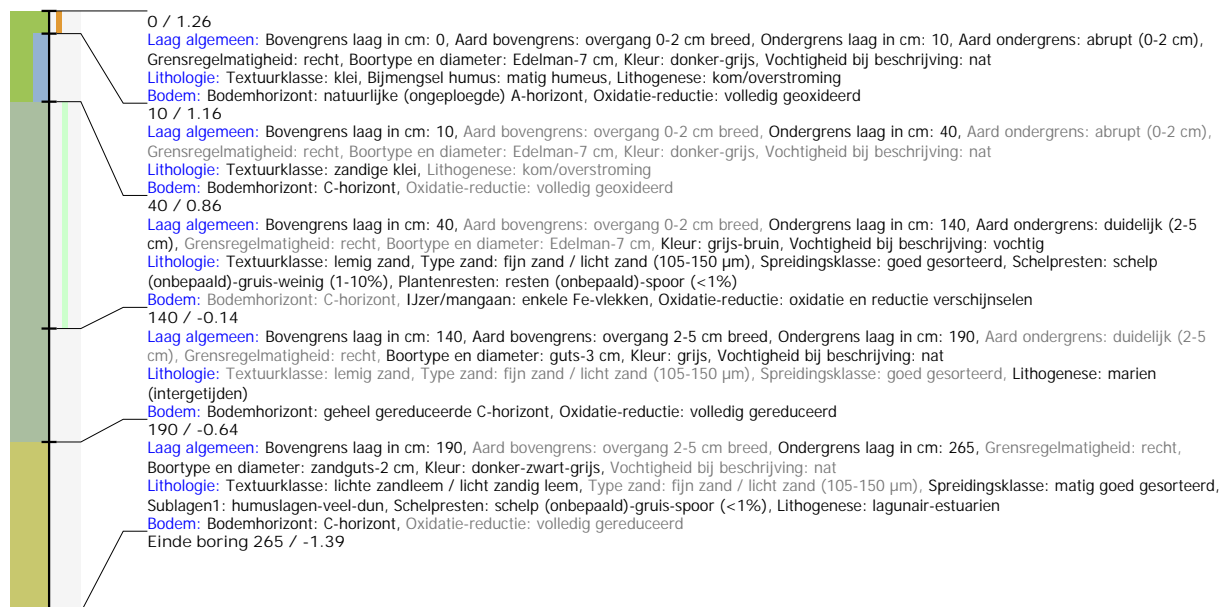 0 / 1.26
Laag algemeen: Bovengrens laag in cm: 0, Aard bovengrens: overgang 0-2 cm breed, Ondergrens laag in cm: 10, Aard ondergrens: abrupt (0-2 cm),
Grensregelmatigheid: recht, Boortype en diameter: Edelman-7 cm, Kleur: donker-grijs, Vochtigheid bij beschrijving: nat
Lithologie: Textuurklasse: klei, Bijmengsel humus: matig humeus, Lithogenese: kom/overstroming
Bodem: Bodemhorizont: natuurlijke (ongeploegde) A-horizont, Oxidatie-reductie: volledig geoxideerd
10 / 1.16
Laag algemeen: Bovengrens laag in cm: 10, Aard bovengrens: overgang 0-2 cm breed, Ondergrens laag in cm: 40, Aard ondergrens: abrupt (0-2 cm),
Grensregelmatigheid: recht, Boortype en diameter: Edelman-7 cm, Kleur: donker-grijs, Vochtigheid bij beschrijving: nat
Lithologie: Textuurklasse: zandige klei, Lithogenese: kom/overstroming
Bodem: Bodemhorizont: C-horizont, Oxidatie-reductie: volledig geoxideerd
40 / 0.86
Laag algemeen: Bovengrens laag in cm: 40, Aard bovengrens: overgang 0-2 cm breed, Ondergrens laag in cm: 140, Aard ondergrens: duidelijk (2-5
cm), Grensregelmatigheid: recht, Boortype en diameter: Edelman-7 cm, Kleur: grijs-bruin, Vochtigheid bij beschrijving: vochtig
Lithologie: Textuurklasse: lemig zand, Type zand: fijn zand / licht zand (105-150 µm), Spreidingsklasse: goed gesorteerd, Schelpresten: schelp
(onbepaald)-gruis-weinig (1-10%), Plantenresten: resten (onbepaald)-spoor (<1%)
Bodem: Bodemhorizont: C-horizont, IJzer/mangaan: enkele Fe-vlekken, Oxidatie-reductie: oxidatie en reductie verschijnselen
140 / -0.14
Laag algemeen: Bovengrens laag in cm: 140, Aard bovengrens: overgang 2-5 cm breed, Ondergrens laag in cm: 190, Aard ondergrens: duidelijk (2-5
cm), Grensregelmatigheid: recht, Boortype en diameter: guts-3 cm, Kleur: grijs, Vochtigheid bij beschrijving: nat
Lithologie: Textuurklasse: lemig zand, Type zand: fijn zand / licht zand (105-150 µm), Spreidingsklasse: goed gesorteerd, Lithogenese: marien
(intergetijden)
Bodem: Bodemhorizont: geheel gereduceerde C-horizont, Oxidatie-reductie: volledig gereduceerd
190 / -0.64
Laag algemeen: Bovengrens laag in cm: 190, Aard bovengrens: overgang 2-5 cm breed, Ondergrens laag in cm: 265, Grensregelmatigheid: recht,
Boortype en diameter: zandguts-2 cm, Kleur: donker-zwart-grijs, Vochtigheid bij beschrijving: nat
Lithologie: Textuurklasse: lichte zandleem / licht zandig leem, Type zand: fijn zand / licht zand (105-150 µm), Spreidingsklasse: matig goed gesorteerd,
Sublagen1: humuslagen-veel-dun, Schelpresten: schelp (onbepaald)-gruis-spoor (<1%), Lithogenese: lagunair-estuarien
Bodem: Bodemhorizont: C-horizont, Oxidatie-reductie: volledig gereduceerd
Einde boring 265 / -1.39